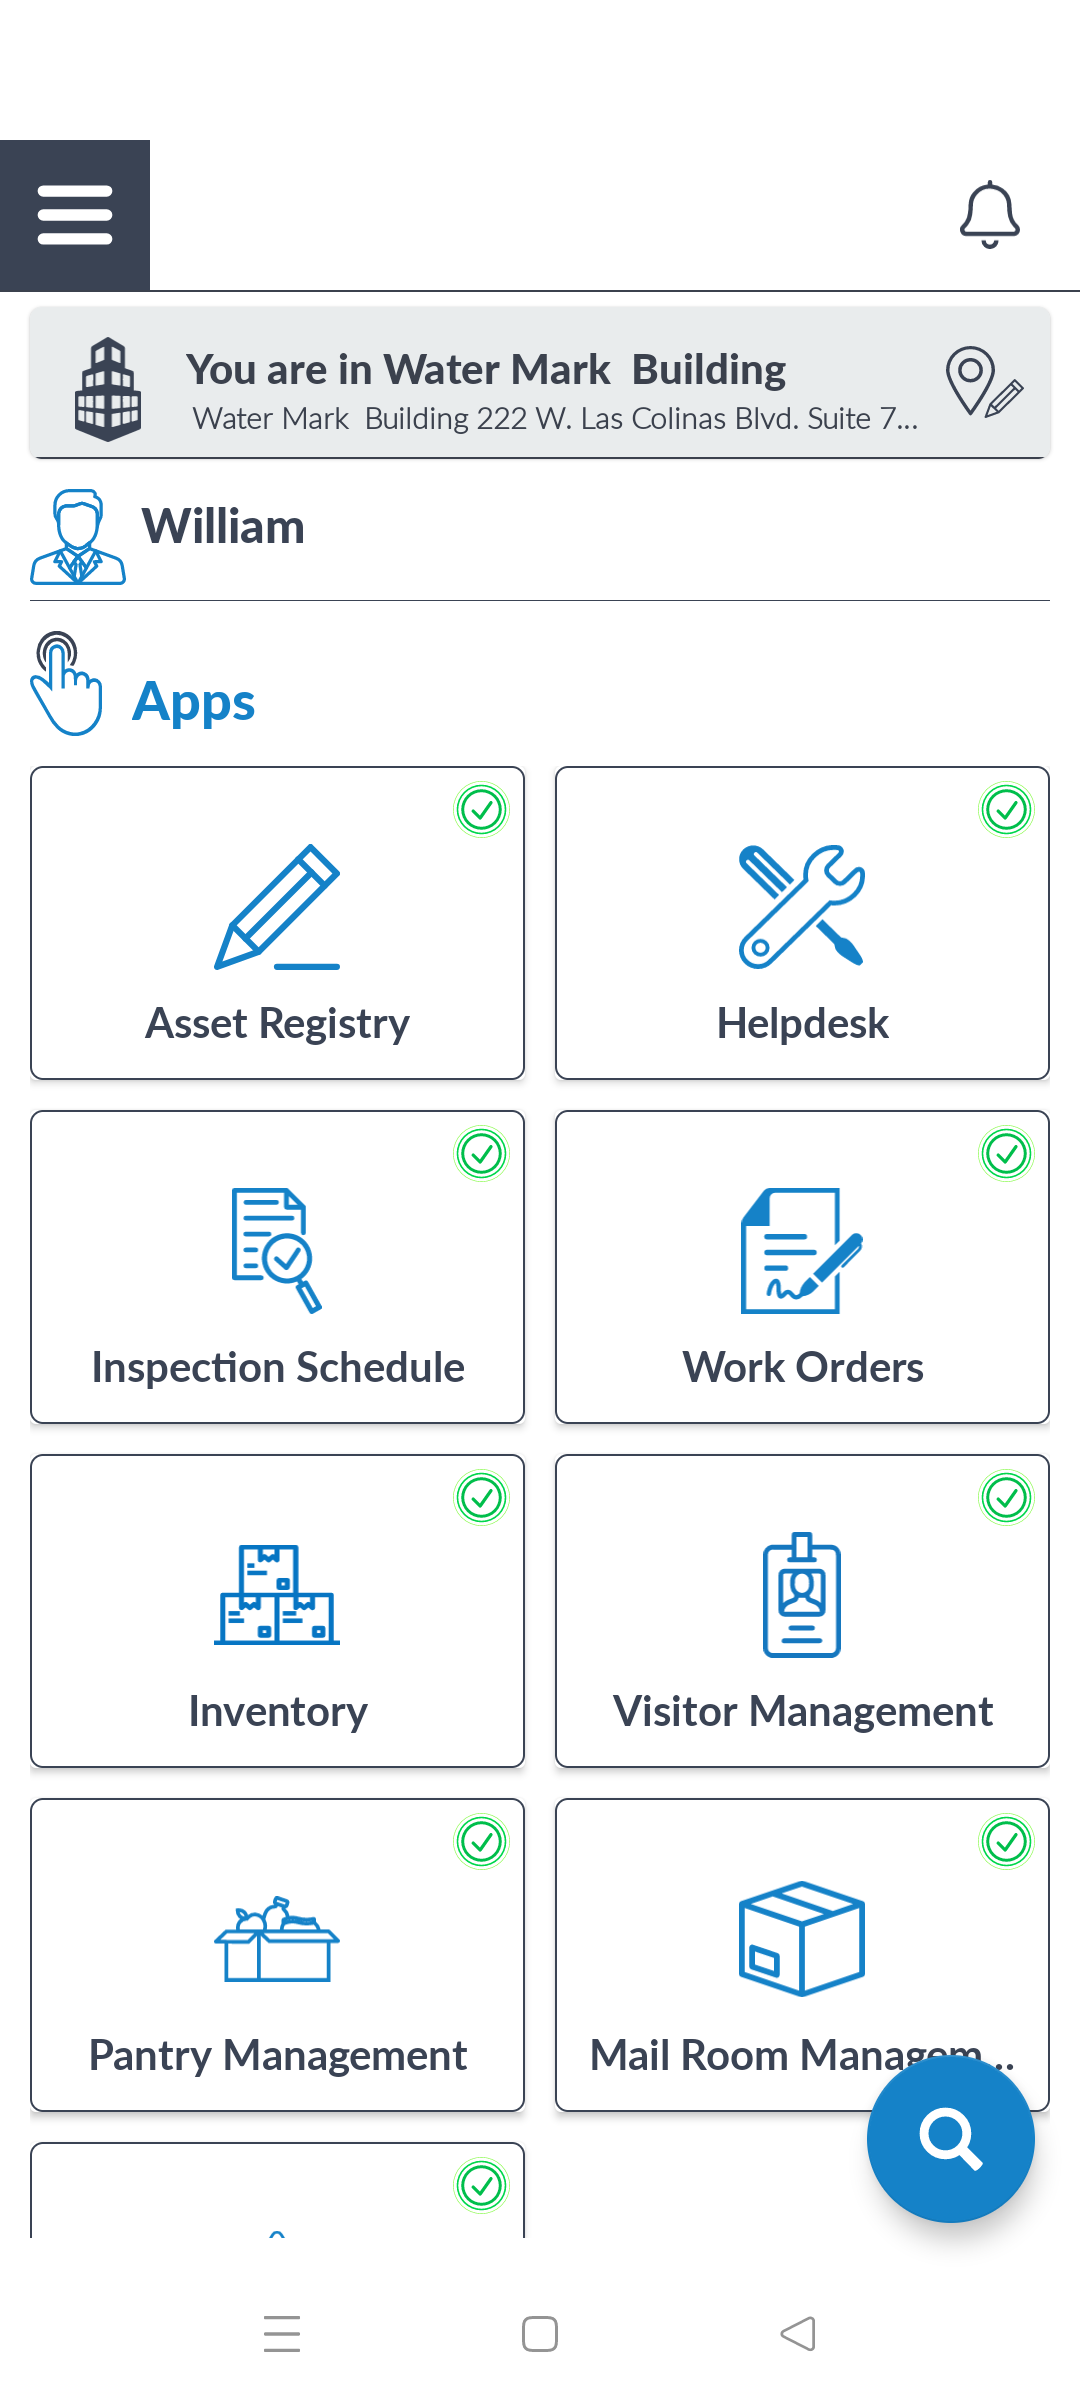 You are in Water Mark  Building
Water Mark  Building 222 W. Las Colinas Blvd. Suite 7...
William
Apps
Asset Registry
Helpdesk
Inspection Schedule
Work Orders
Inventory
Visitor Management
Pantry Management
Mail Room Managem...